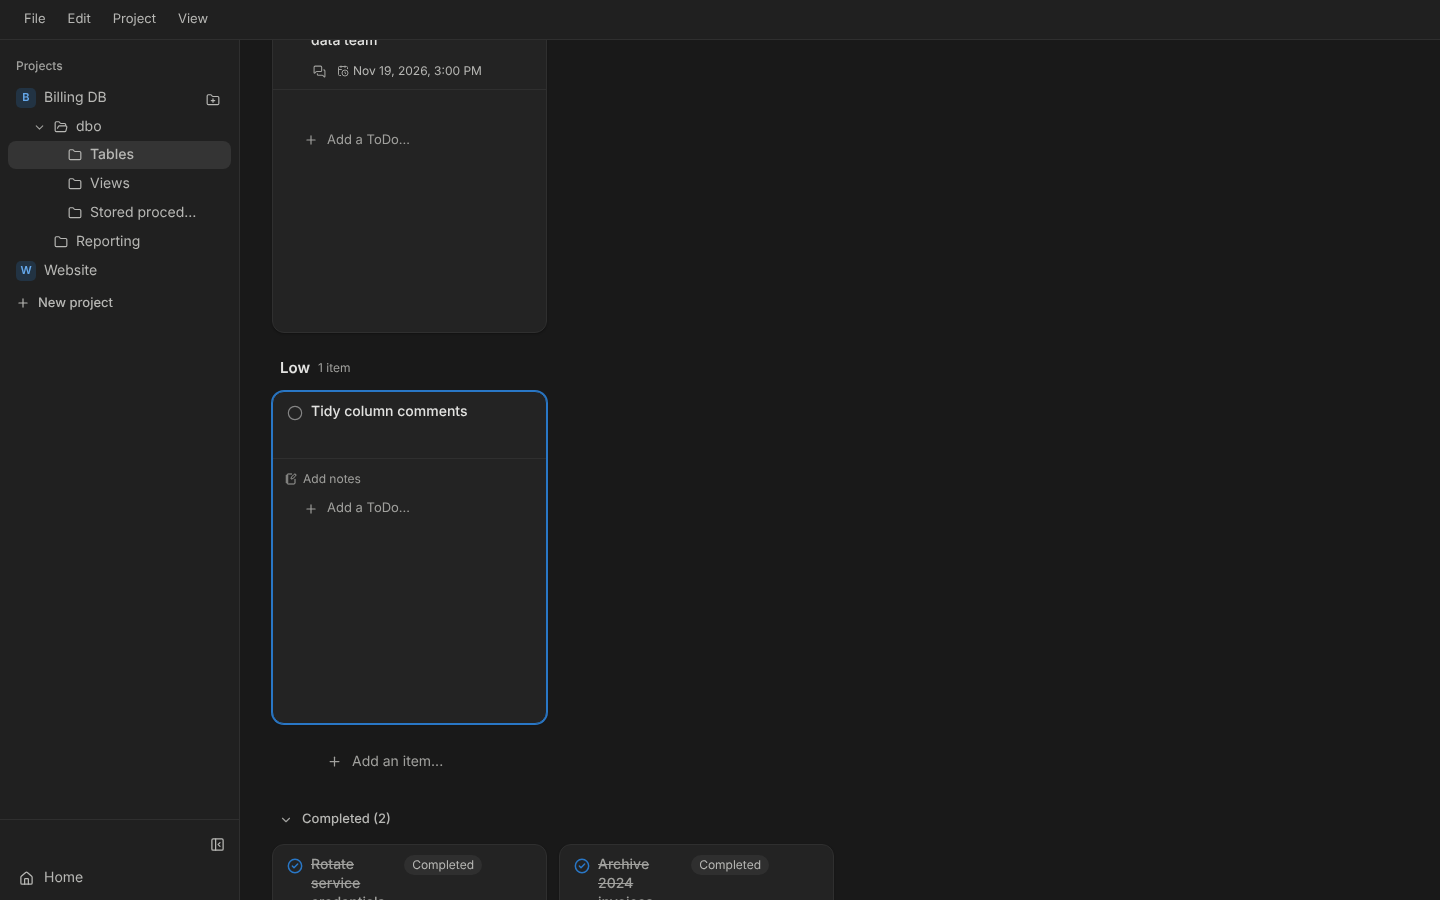 File Edit Project View
Projects
B Billing DB
dbo
Tables
Views
Stored proced...
Reporting
W Website
New project
Home
data team
Nov 19, 2026, 3:00 PM
Add a ToDo...
Low 1 item
Tidy column comments
Add notes
Add a ToDo...
Add an item...
Completed (2)
Rotate
service
credentials
Completed
Archive
2024
invoices
Completed